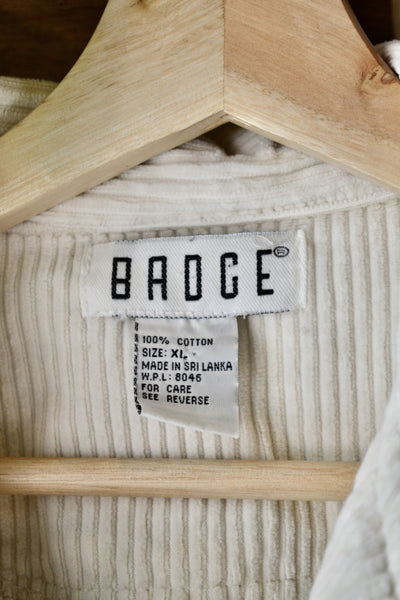 BADGE®
100% COTTON
SIZE: XL
MADE IN SRI LANKA
W.P.L: 8046
FOR CARE
SEE REVERSE